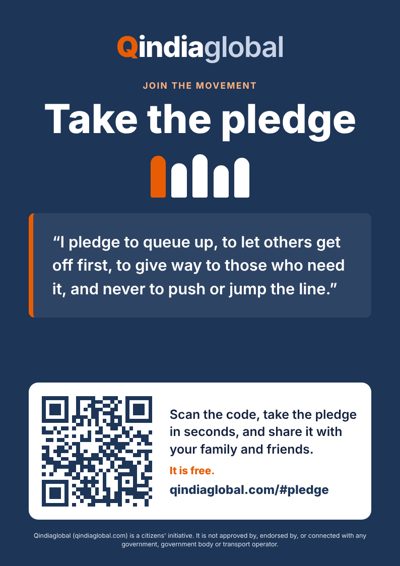 Qindiaglobal
JOIN THE MOVEMENT
Take the pledge
“I pledge to queue up, to let others get
off first, to give way to those who need
it, and never to push or jump the line.”
Scan the code, take the pledge
in seconds, and share it with
your family and friends.
It is free.
qindiaglobal.com/#pledge
Qindiaglobal (qindiaglobal.com) is a citizens' initiative. It is not approved by, endorsed by, or connected with any
government, government body or transport operator.